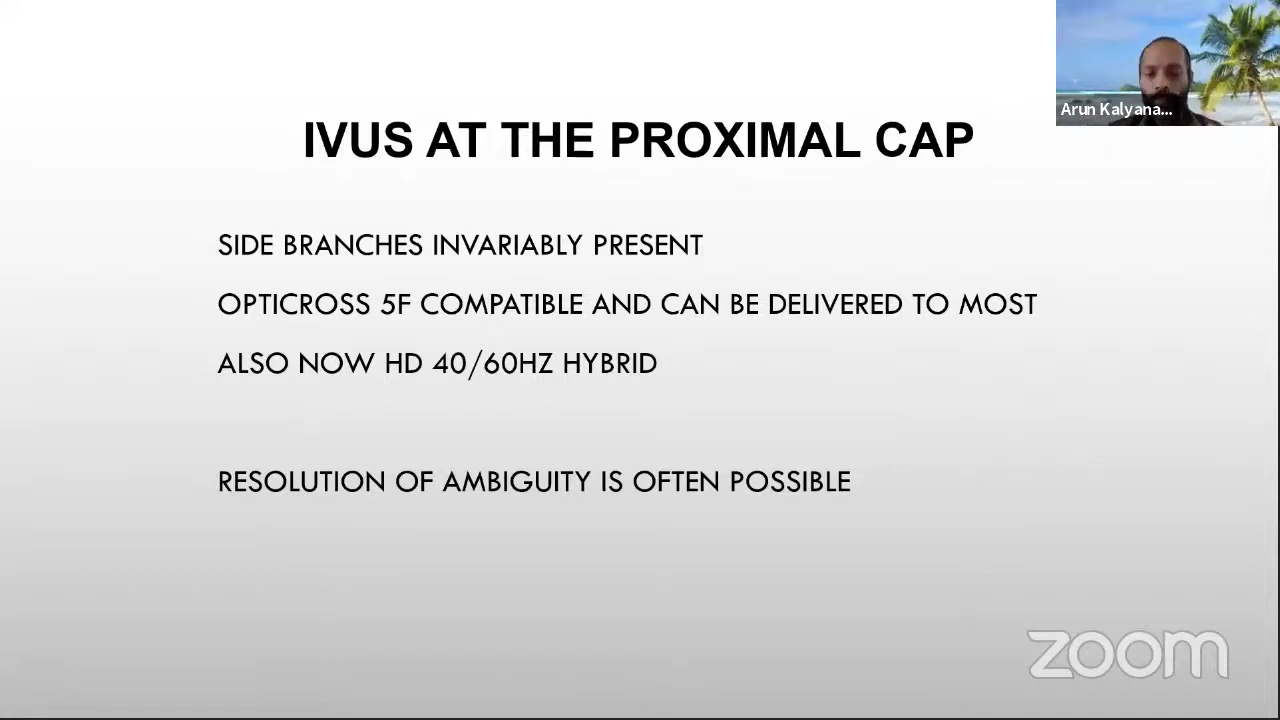 Arun Kalyana...
IVUS AT THE PROXIMAL CAP
SIDE BRANCHES INVARIABLY PRESENT
OPTICROSS 5F COMPATIBLE AND CAN BE DELIVERED TO MOST
ALSO NOW HD 40/60HZ HYBRID
RESOLUTION OF AMBIGUITY IS OFTEN POSSIBLE
zoom